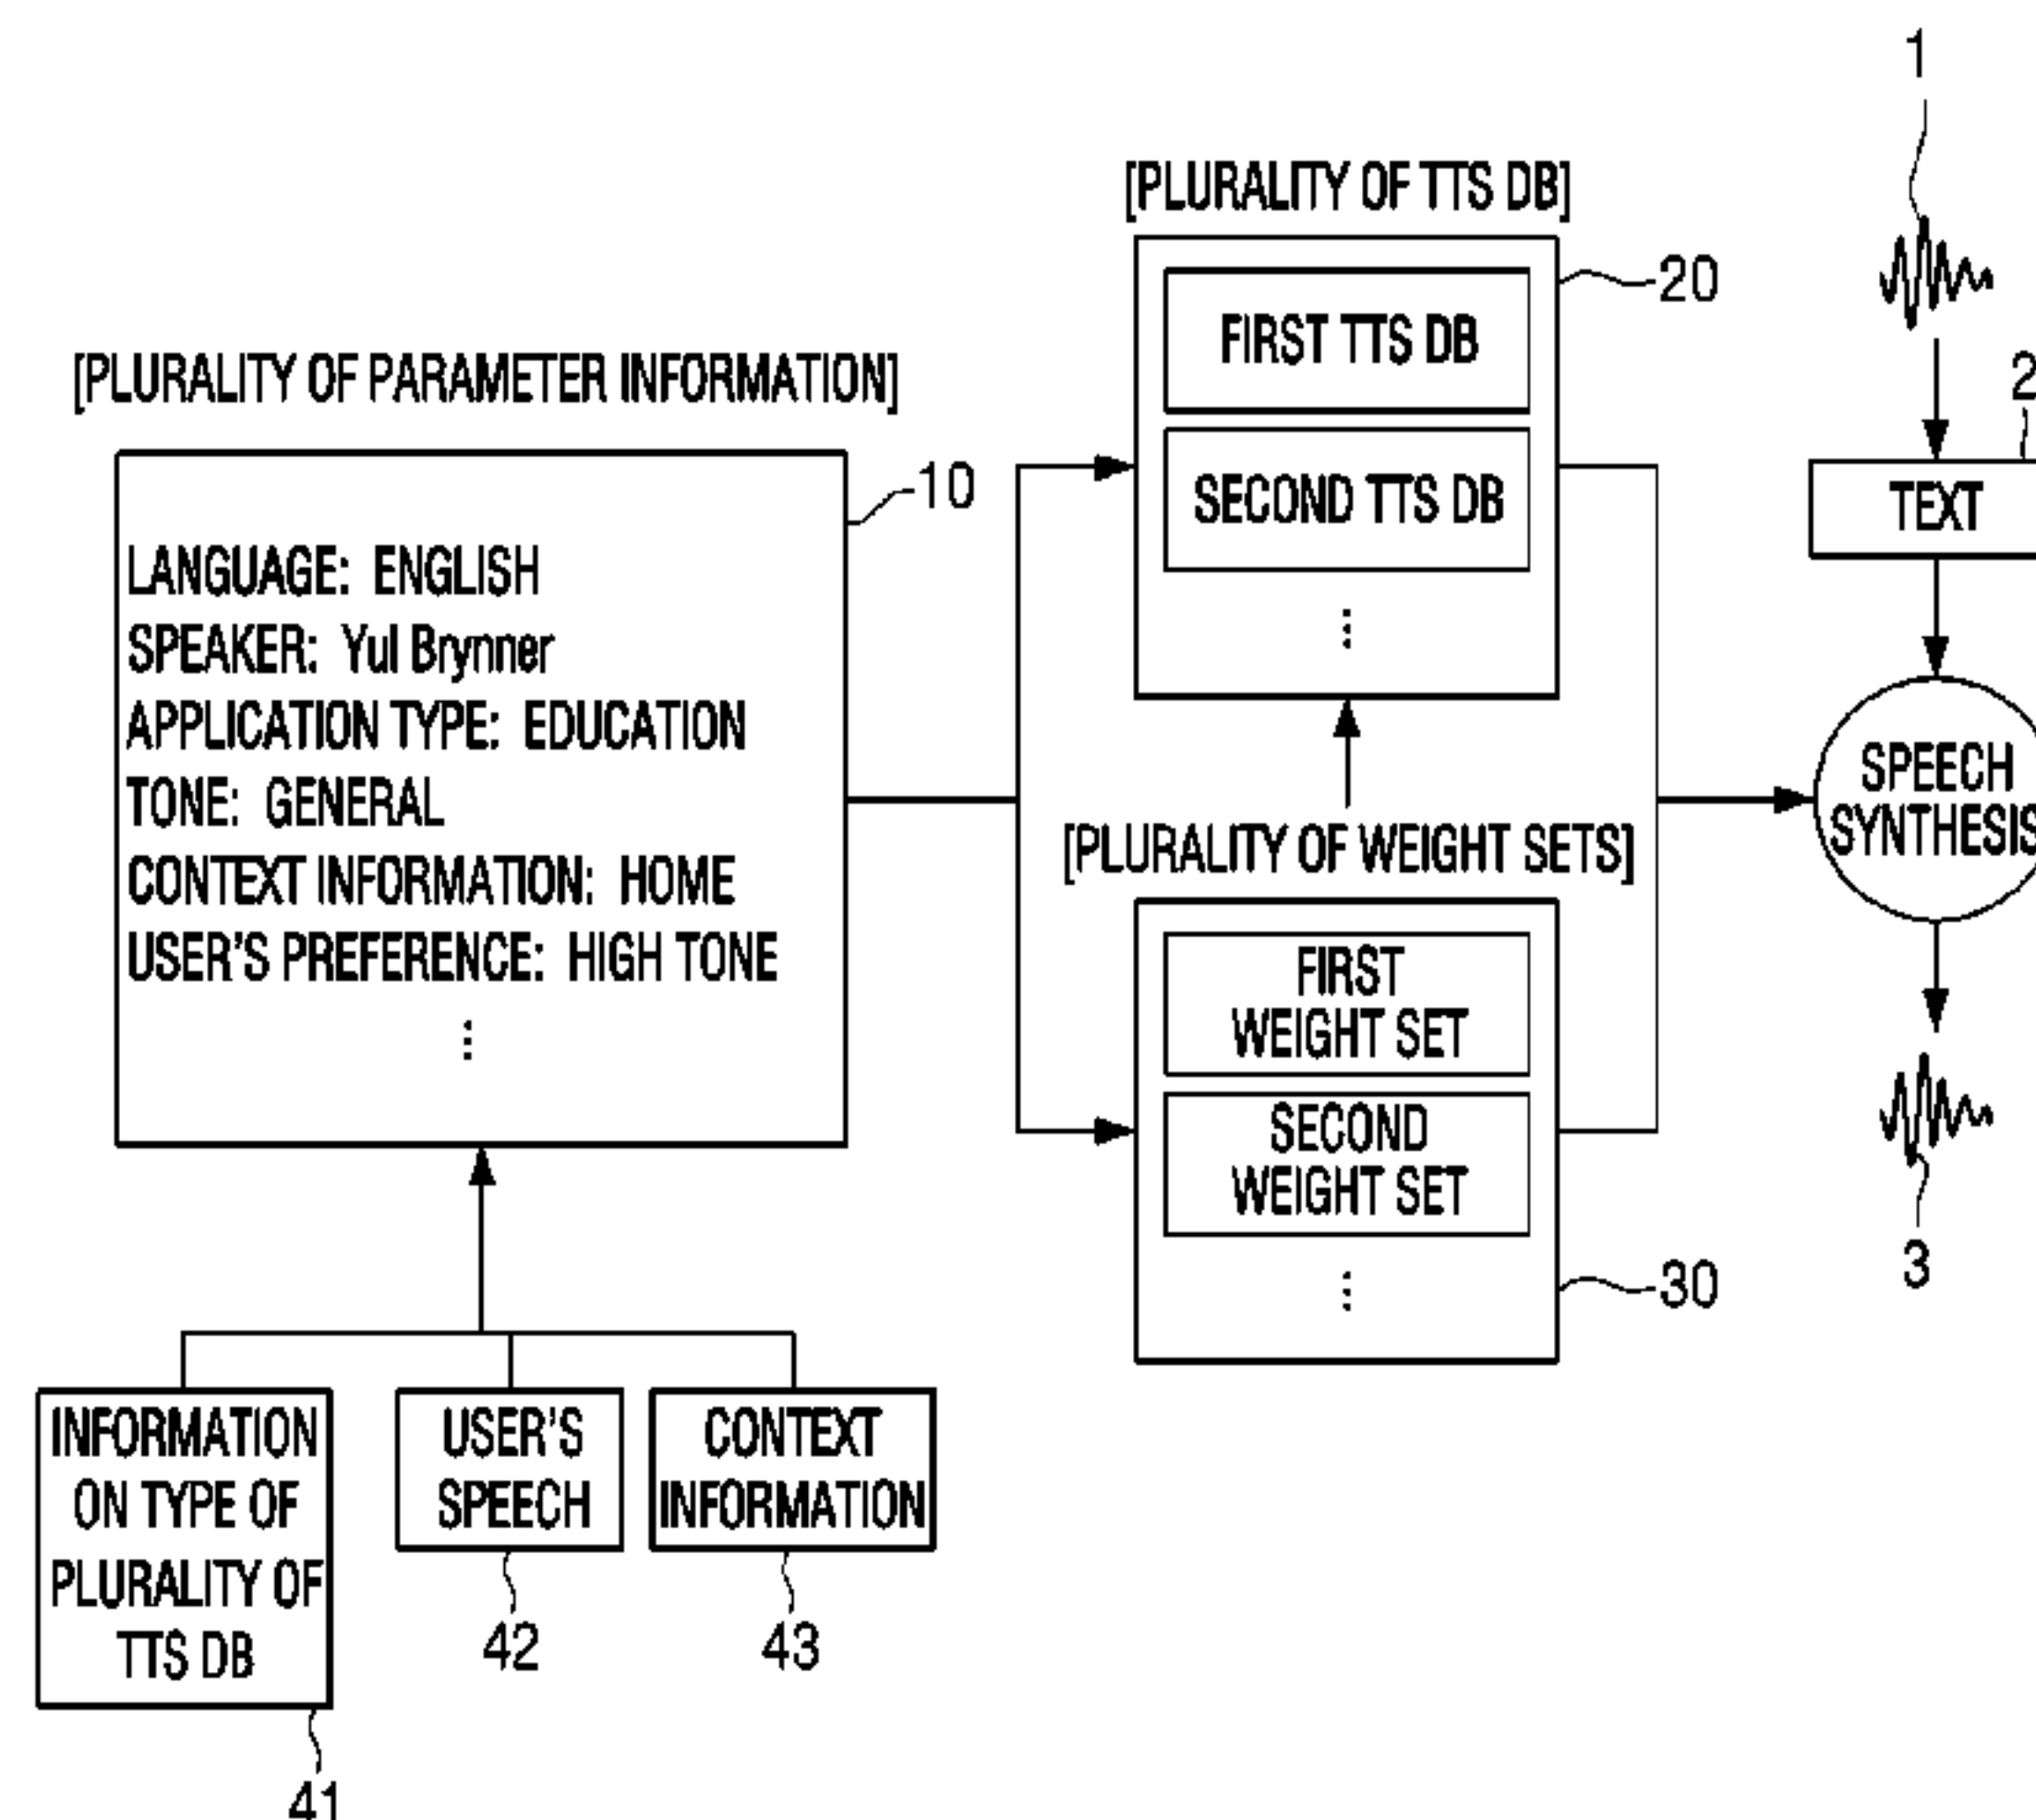 1
[PLURALITY OF TTS DB]
20
FIRST TTS DB
[PLURALITY OF PARAMETER INFORMATION]
2
10
SECOND TTS DB
TEXT
LANGUAGE: ENGLISH
SPEAKER: Yul Brynner
APPLICATION TYPE: EDUCATION
TONE: GENERAL
CONTEXT INFORMATION: HOME
USER'S PREFERENCE: HIGH TONE
SPEECH
SYNTHESIS
[PLURALITY OF WEIGHT SETS]
FIRST
WEIGHT SET
SECOND
WEIGHT SET
3
30
INFORMATION
ON TYPE OF
PLURALITY OF
TTS DB
USER'S
SPEECH
CONTEXT
INFORMATION
42
43
41